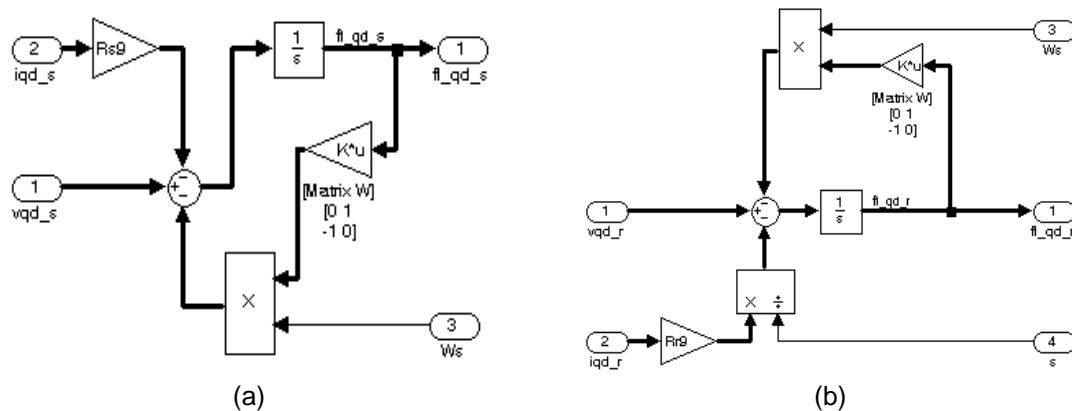 2
iqd_s
Rs9
1
s
fl_qd_s
1
fl_qd_s
K*u
[Matrix W]
[0 1
-1 0]
1
vqd_s
+
−
−
×
3
Ws
(a)
×
3
Ws
K*u
[Matrix W]
[0 1
-1 0]
1
vqd_r
+
−
−
1
s
fl_qd_r
1
fl_qd_r
× ÷
2
iqd_r
Rr9
4
s
(b)